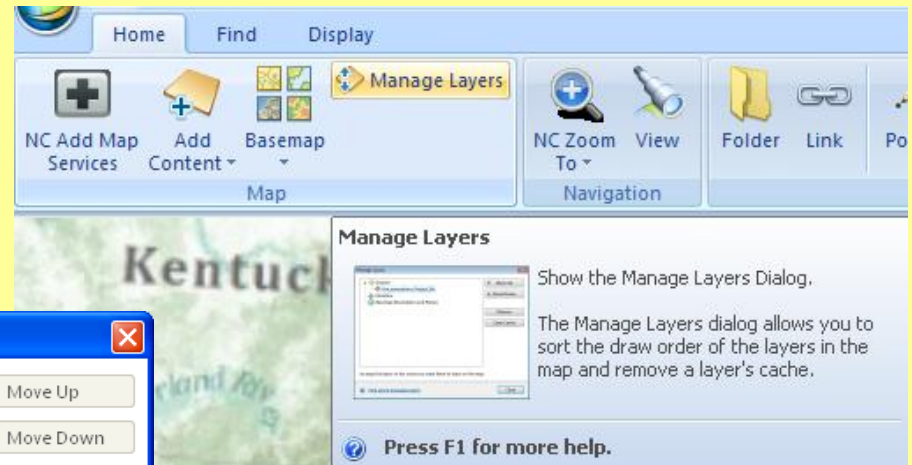 Home Find Display
Manage Layers
NC Add Map Services
Add Content
Basemap
NC Zoom To
View
Folder
Link
Map
Navigation
Manage Layers
Show the Manage Layers Dialog.
The Manage Layers dialog allows you to
sort the draw order of the layers in the
map and remove a layer's cache.
Press F1 for more help.
Move Up
Move Down